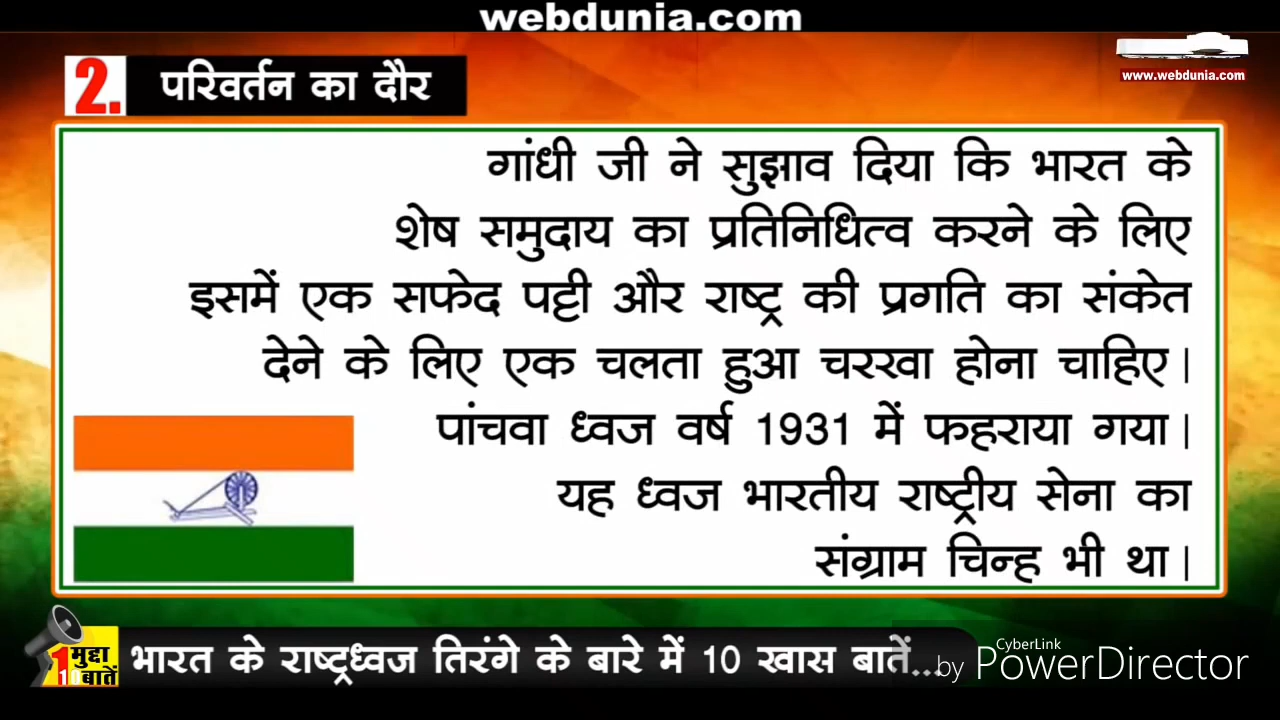 webdunia.com
www.webdunia.com
2. परिवर्तन का दौर
गांधी जी ने सुझाव दिया कि भारत के
शेष समुदाय का प्रतिनिधित्व करने के लिए
इसमें एक सफेद पट्टी और राष्ट्र की प्रगति का संकेत
देने के लिए एक चलता हुआ चरखा होना चाहिए।
पांचवा ध्वज वर्ष 1931 में फहराया गया।
यह ध्वज भारतीय राष्ट्रीय सेना का
संग्राम चिन्ह भी था।
1 मुद्दा
10 बातें
भारत के राष्ट्रध्वज तिरंगे के बारे में 10 खास बातें...
CyberLink
by PowerDirector